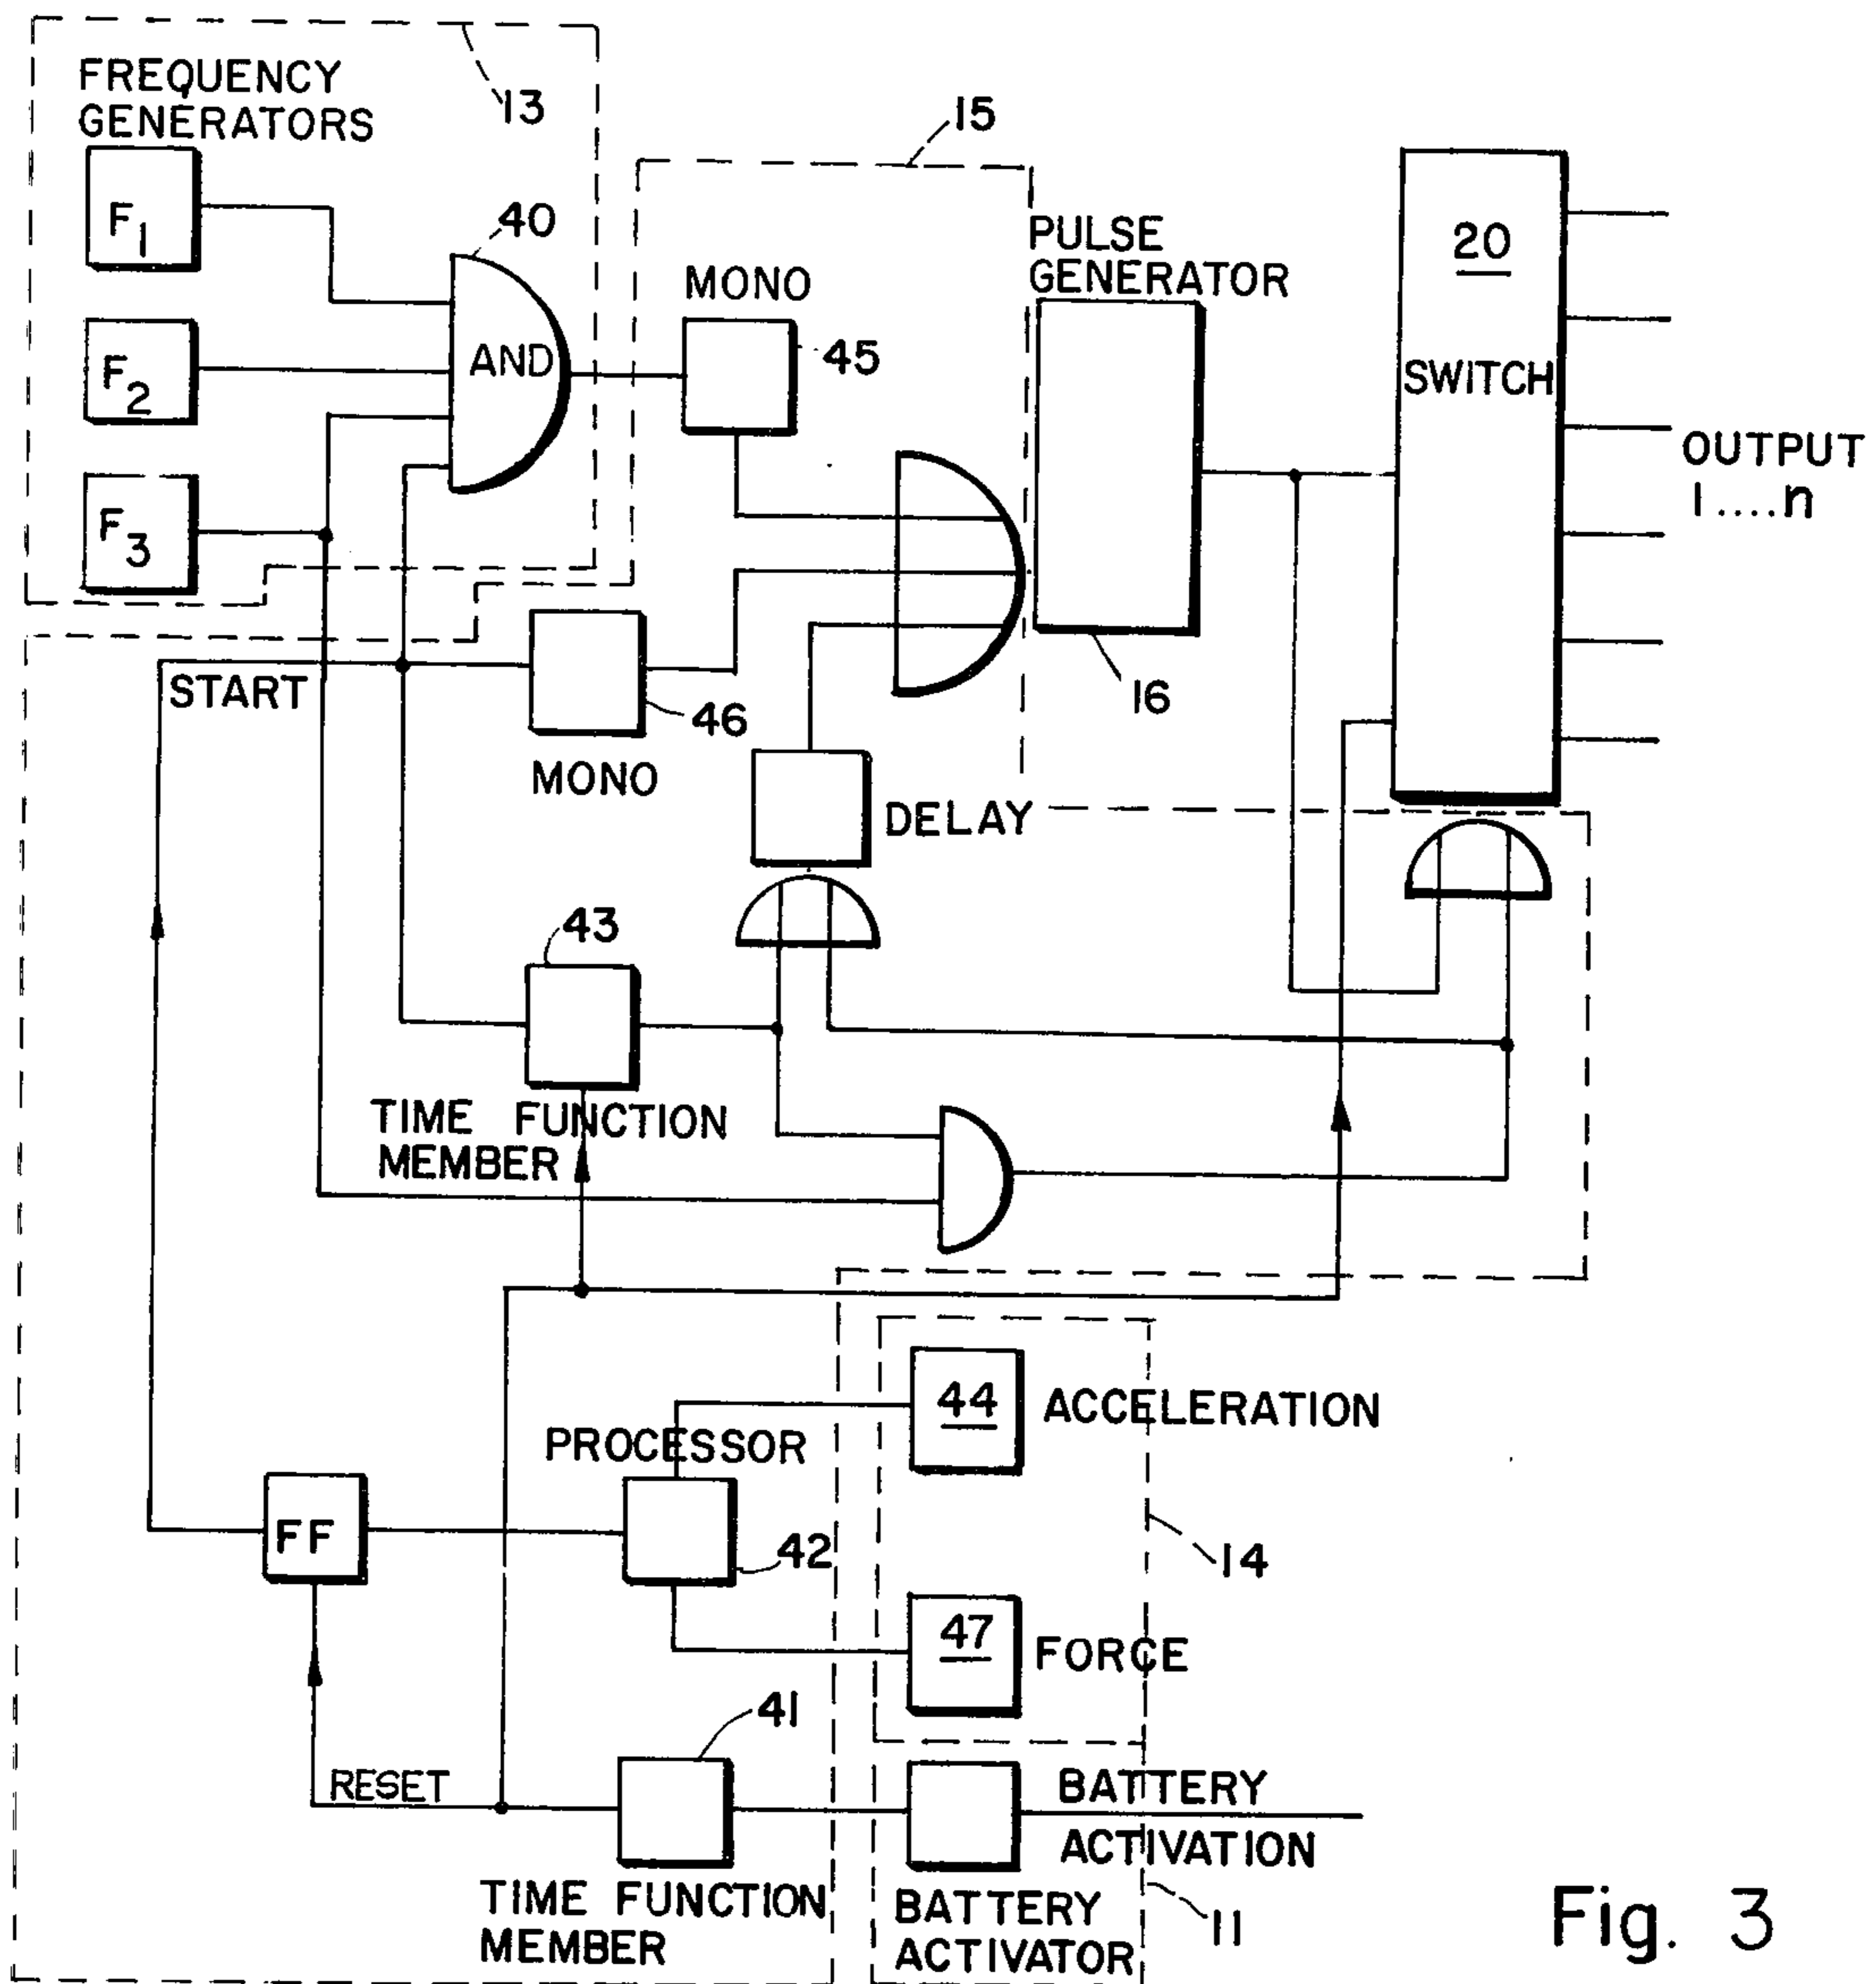 FREQUENCY
GENERATORS
13
15
F1
40
PULSE
GENERATOR
20
MONO
AND
45
F2
SWITCH
OUTPUT
1....n
F3
START
46
16
MONO
DELAY
43
TIME FUNCTION
MEMBER
44
ACCELERATION
PROCESSOR
FF
42
14
47
FORCE
41
RESET
BATTERY
ACTIVATION
TIME FUNCTION
MEMBER
BATTERY
ACTIVATOR
11
Fig. 3